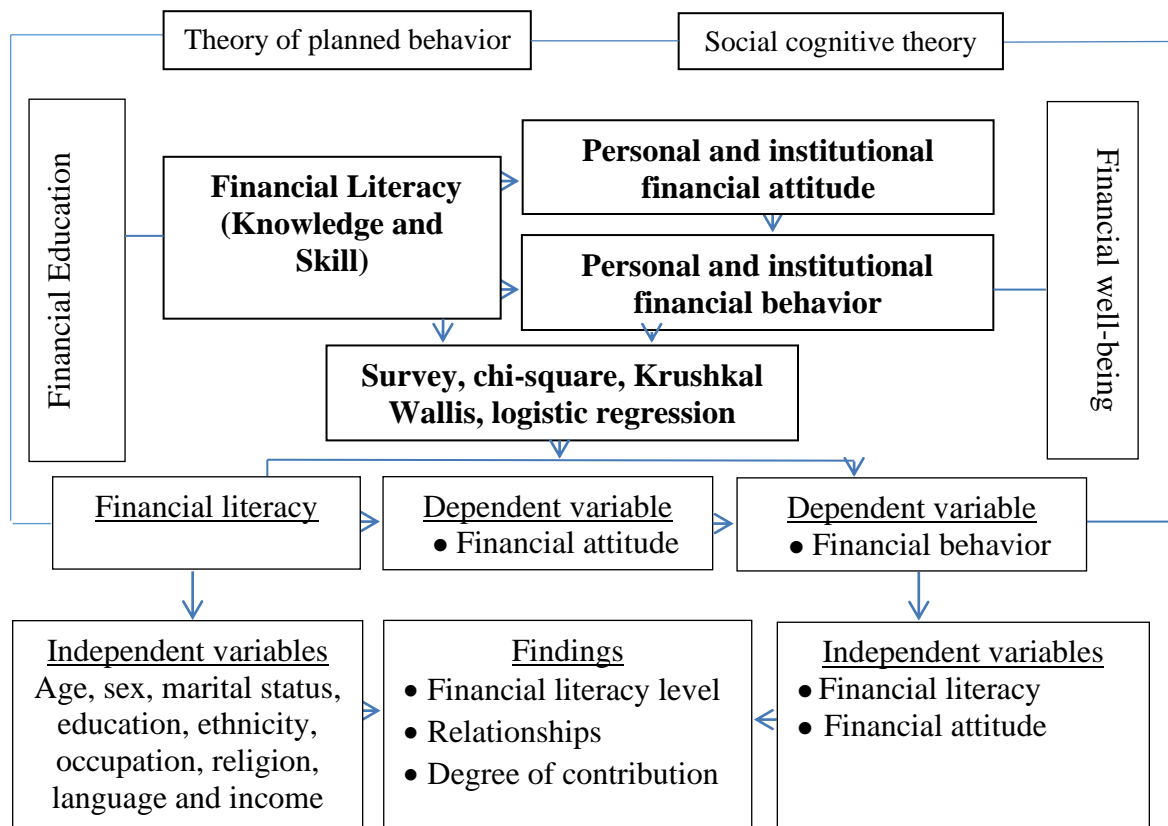 Theory of planned behavior
Social cognitive theory
Financial Education
Financial Literacy
(Knowledge and
Skill)
Personal and institutional
financial attitude
Personal and institutional
financial behavior
Financial well-being
Survey, chi-square, Krushkal
Wallis, logistic regression
Financial literacy
Dependent variable
● Financial attitude
Dependent variable
● Financial behavior
Independent variables
Age, sex, marital status,
education, ethnicity,
occupation, religion,
language and income
Findings
• Financial literacy level
• Relationships
• Degree of contribution
Independent variables
● Financial literacy
● Financial attitude